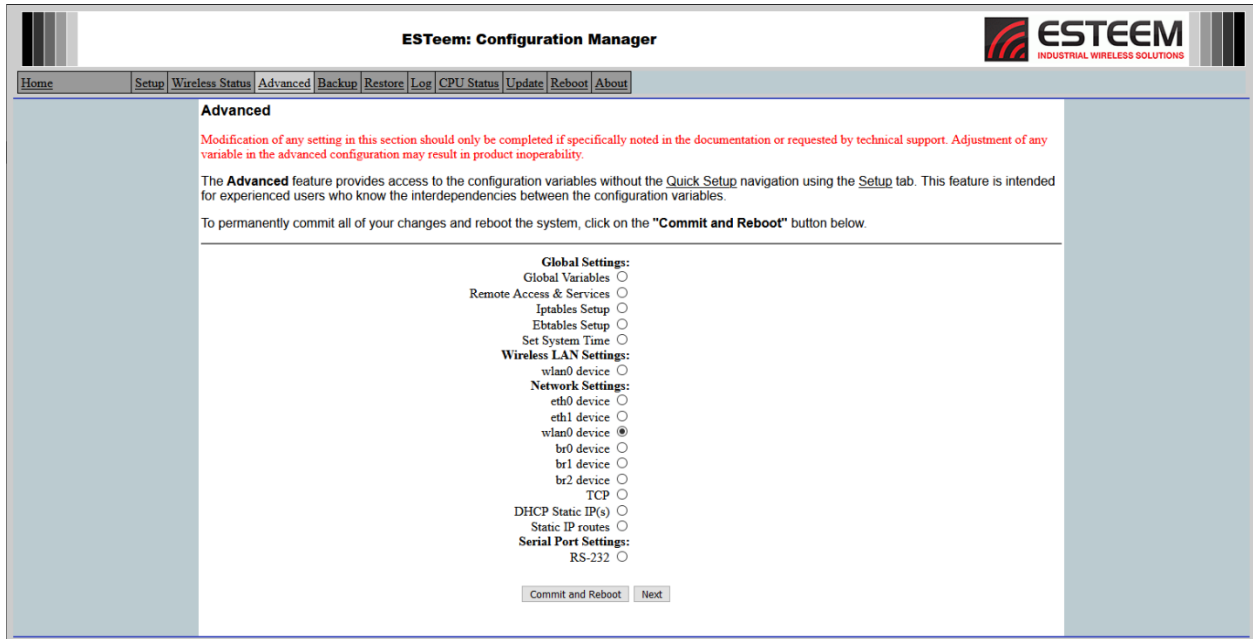 ESTeem: Configuration Manager
ESTEEM
INDUSTRIAL WIRELESS SOLUTIONS
Home Setup Wireless Status Advanced Backup Restore Log CPU Status Update Reboot About
Advanced
Modification of any setting in this section should only be completed if specifically noted in the documentation or requested by technical support. Adjustment of any
variable in the advanced configuration may result in product inoperability.
The Advanced feature provides access to the configuration variables without the Quick Setup navigation using the Setup tab. This feature is intended
for experienced users who know the interdependencies between the configuration variables.
To permanently commit all of your changes and reboot the system, click on the "Commit and Reboot" button below.
Global Settings:
Global Variables
Remote Access & Services
Iptables Setup
Ebtables Setup
Set System Time
Wireless LAN Settings:
wlan0 device
Network Settings:
eth0 device
eth1 device
wlan0 device
br0 device
br1 device
br2 device
TCP
DHCP Static IP(s)
Static IP routes
Serial Port Settings:
RS-232
Commit and Reboot Next